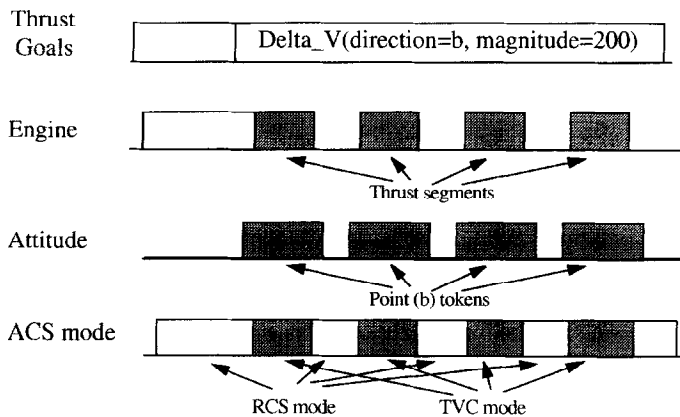 Thrust
Goals
Delta_V(direction=b, magnitude=200)
Engine
Thrust segments
Attitude
Point (b) tokens
ACS mode
RCS mode
TVC mode